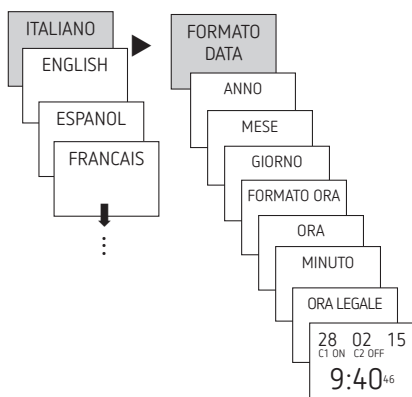 ITALIANO
ENGLISH
ESPANOL
FRANCAIS
FORMATO
DATA
ANNO
MESE
GIORNO
FORMATO ORA
ORA
MINUTO
ORA LEGALE
28 02 15
C1 ON C2 OFF
9:40 46